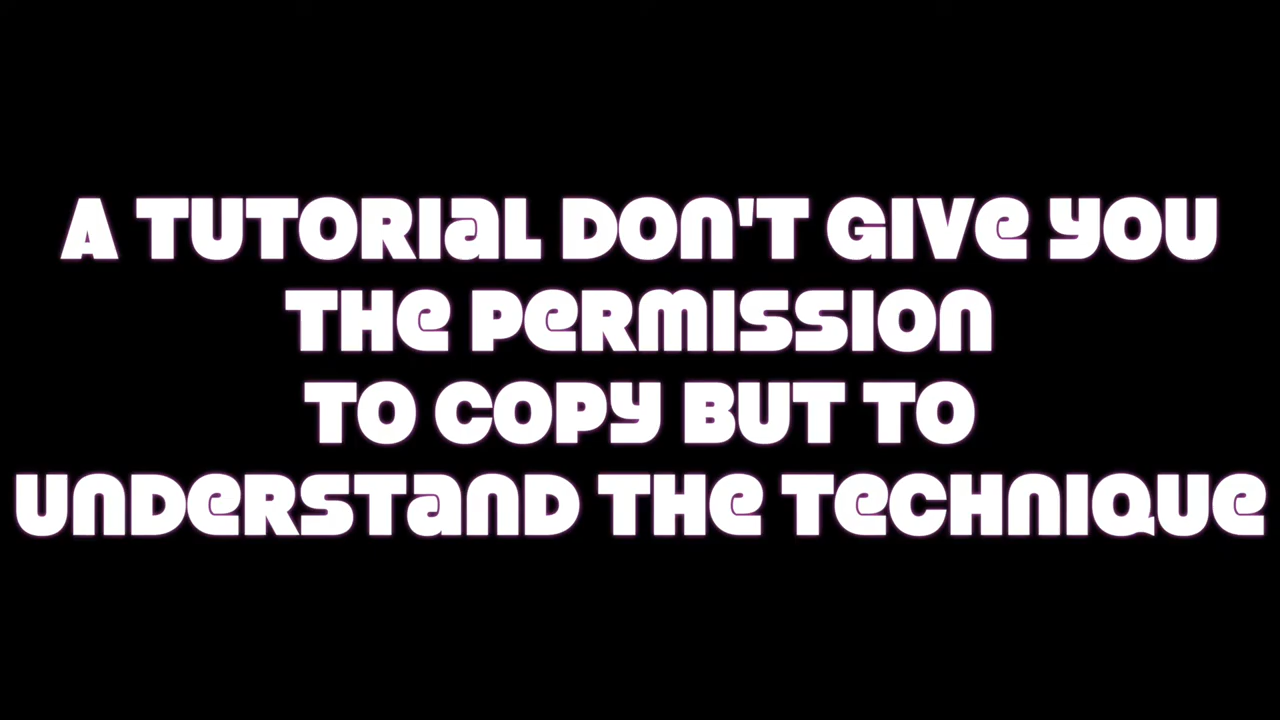 A TUTORIAL DON'T GIVE YOU
THE PERMISSION
TO COPY BUT TO
UNDERSTAND THE TECHNIQUE